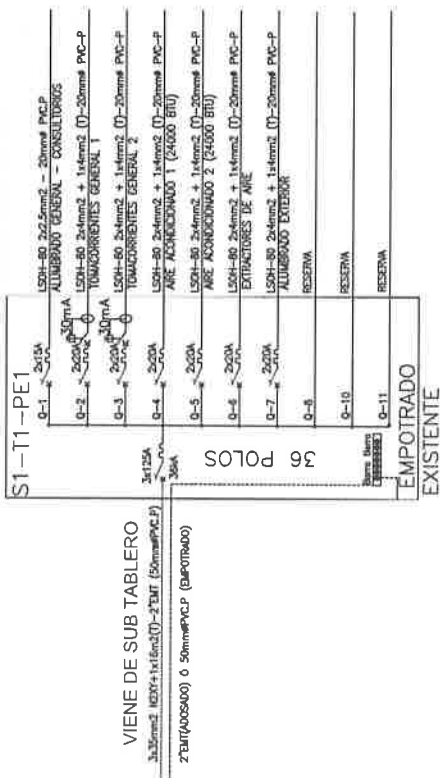 S1-T1-PE1
VIENE DE SUB TABLERO
3x35mm2 N2XY+1x16m2(T)-2"EMT (50mmøPVC.P)
2"EMT(ADOSADO) ó 50mmøPVC.P (EMPOTRADO)
3x125A
36kA
36 POLOS
Q-1
2x15A
LSOH-80 2x2.5mm2 - 20mmø PVC.P
ALUMBRADO GENERAL - CONSULTORIOS
Q-2
2x20A
30mA
LSOH-80 2x4mm2 + 1x4mm2 (T)-20mmø PVC-P
TOMACORRIENTES GENERAL 1
Q-3
2x20A
30mA
LSOH-80 2x4mm2 + 1x4mm2 (T)-20mmø PVC-P
TOMACORRIENTES GENERAL 2
Q-4
2x20A
LSOH-80 2x4mm2 + 1x4mm2 (T)-20mmø PVC-P
AIRE ACONDICIONADO 1 (24000 BTU)
Q-5
2x20A
LSOH-80 2x4mm2 + 1x4mm2 (T)-20mmø PVC-P
AIRE ACONDICIONADO 2 (24000 BTU)
Q-6
2x20A
LSOH-80 2x4mm2 + 1x4mm2 (T)-20mmø PVC-P
EXTRACTORES DE AIRE
Q-7
2x20A
LSOH-80 2x4mm2 + 1x4mm2 (T)-20mmø PVC-P
ALUMBRADO EXTERIOR
Q-8
RESERVA
Q-10
RESERVA
Q-11
RESERVA
EMPOTRADO
EXISTENTE